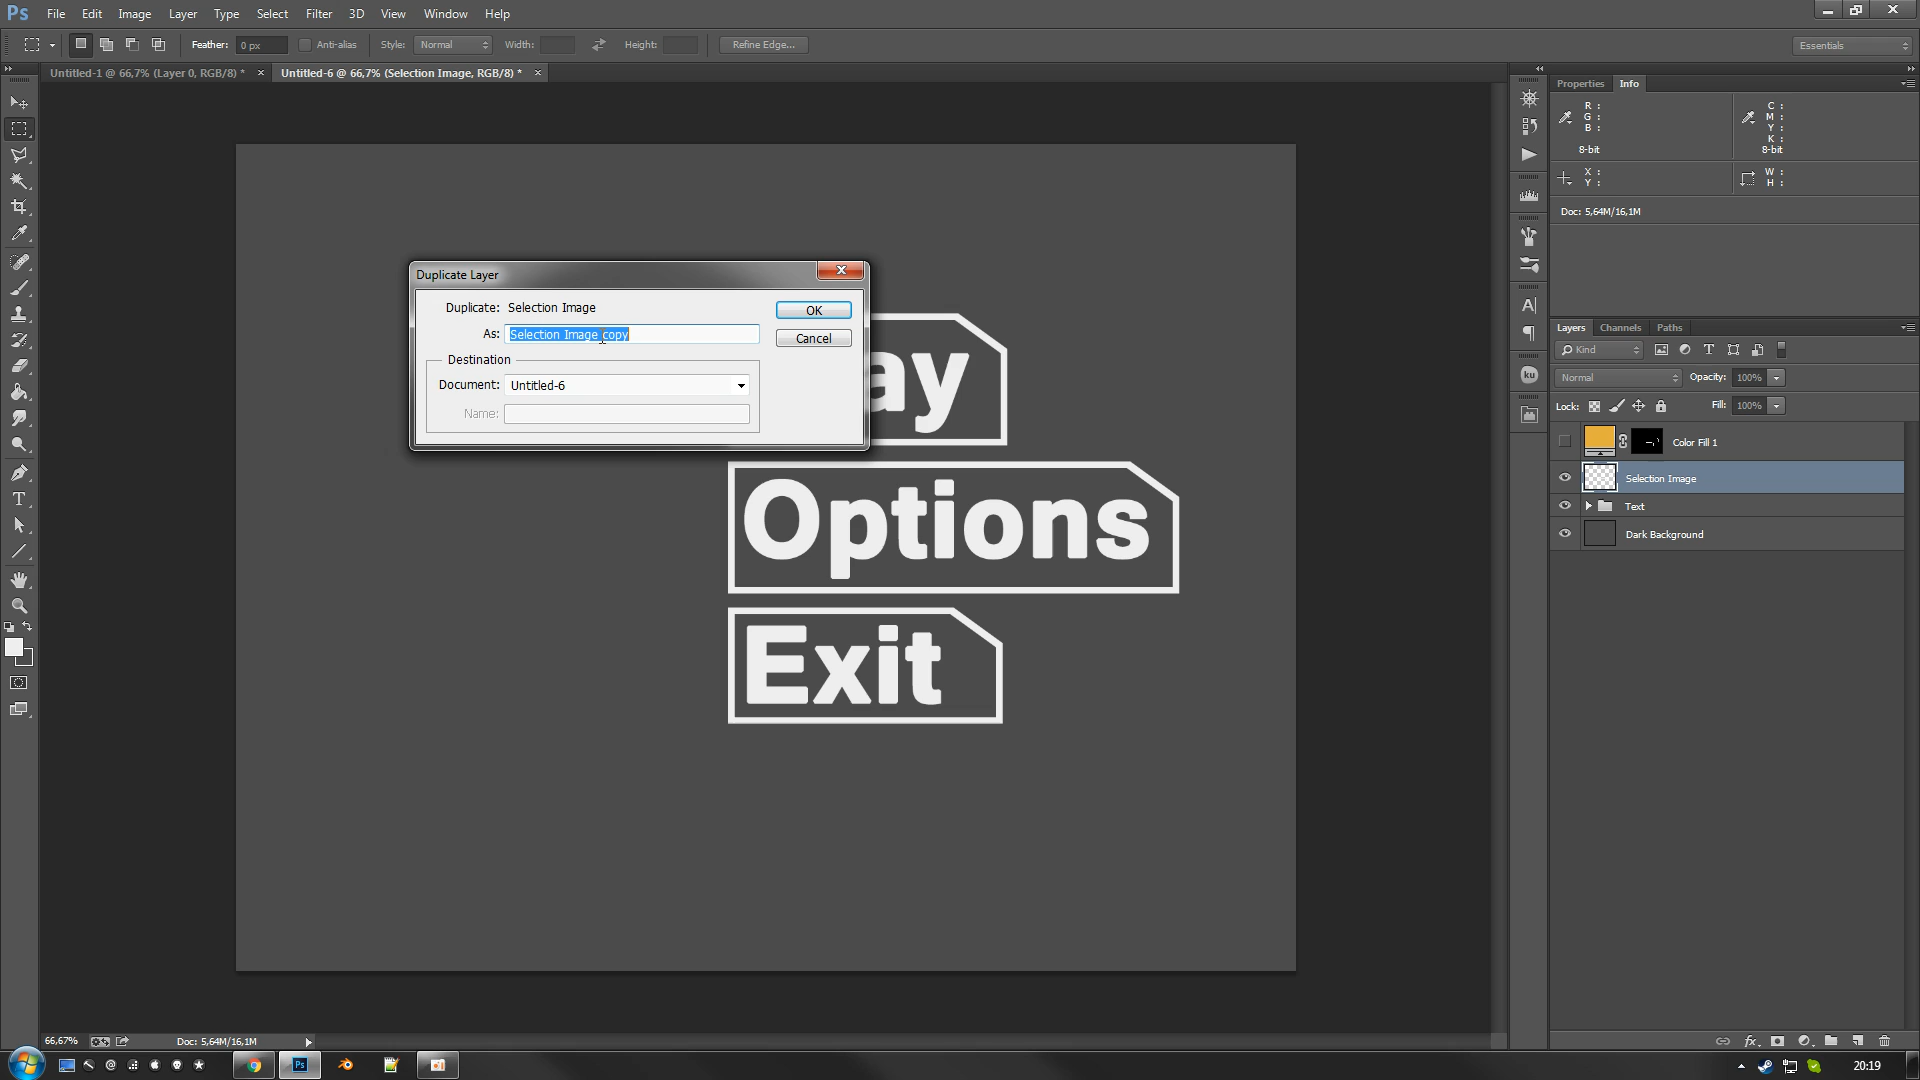 Ps File Edit Image Layer Type Select Filter 3D View Window Help
Feather: 0 px Anti-alias Style: Normal Width: Height: Refine Edge... Essentials
Untitled-1 @ 66,7% (Layer 0, RGB/8) * × Untitled-6 @ 66,7% (Selection Image, RGB/8) * ×
Properties Info
R : C :
G : M :
B : Y :
K :
8-bit 8-bit
X : W :
Y : H :
Doc: 5,64M/16,1M
Duplicate Layer
Duplicate: Selection Image OK
As: Selection Image copy Cancel
Destination
Document: Untitled-6
Name:
ay
Options
Exit
Layers Channels Paths
Kind
Normal Opacity: 100%
Lock: Fill: 100%
Color Fill 1
Selection Image
Text
Dark Background
66,67% Doc: 5,64M/16,1M
Ps 20:19